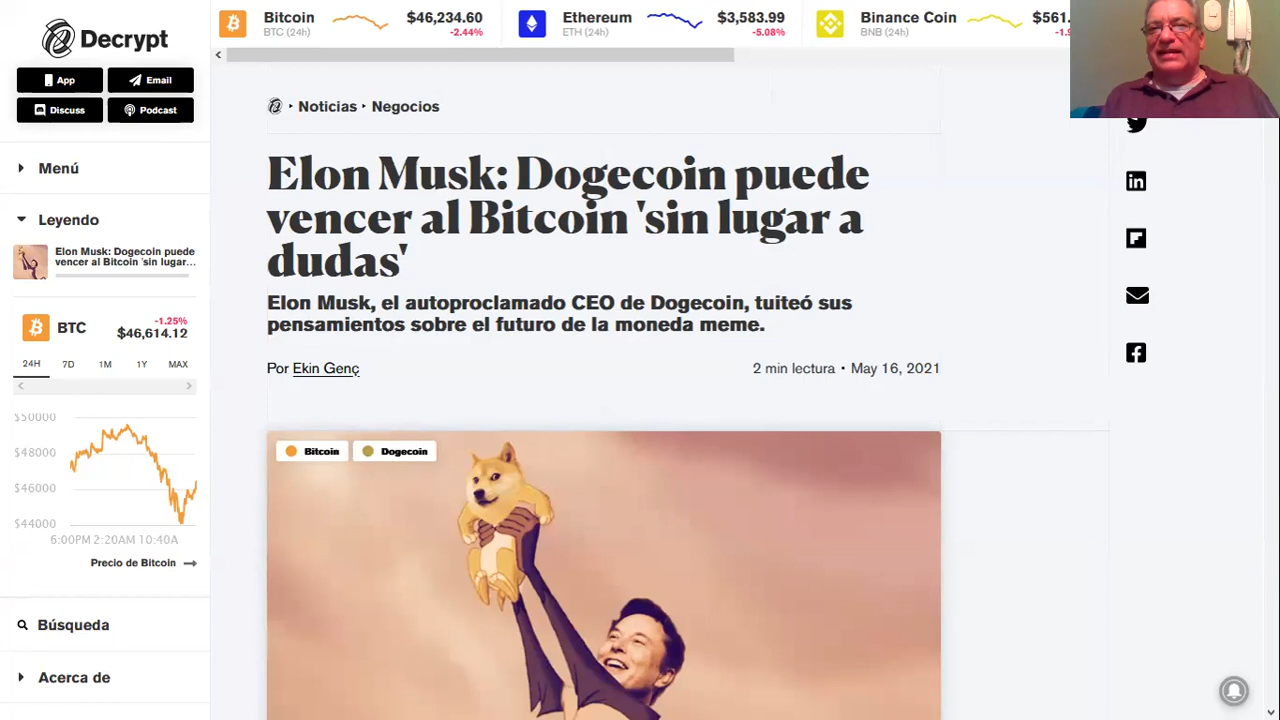 Decrypt
App
Email
Discuss
Podcast
Menú
Leyendo
Elon Musk: Dogecoin puede
vencer al Bitcoin 'sin lugar...
BTC
-1.25%
$46,614.12
24H 7D 1M 1Y MAX
$50000
$48000
$46000
$44000
6:00PM 2:20AM 10:40A
Precio de Bitcoin
Búsqueda
Acerca de
Bitcoin
BTC (24h)
$46,234.60
-2.44%
Ethereum
ETH (24h)
$3,583.99
-5.08%
Binance Coin
BNB (24h)
$561.
-1.9
Noticias
Negocios
Elon Musk: Dogecoin puede
vencer al Bitcoin 'sin lugar a
dudas'
Elon Musk, el autoproclamado CEO de Dogecoin, tuiteó sus
pensamientos sobre el futuro de la moneda meme.
Por Ekin Genç
2 min lectura • May 16, 2021
Bitcoin
Dogecoin